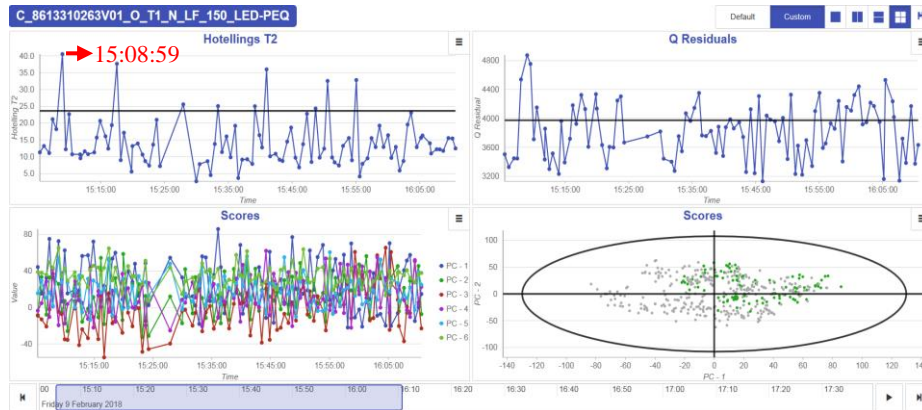 C_8613310263V01_O_T1_N_LF_150_LED-PEQ
Default
Custom
Hotellings T2
15:08:59
Hotelling T2
40.0
35.0
30.0
25.0
20.0
15.0
10.0
5.0
15:15:00 15:25:00 15:35:00 15:45:00 15:55:00 16:05:00
Time
Q Residuals
Q Residual
4800
4400
4000
3600
3200
15:15:00 15:25:00 15:35:00 15:45:00 15:55:00 16:05:00
Time
Scores
Value
80
40
0
-40
15:15:00 15:25:00 15:35:00 15:45:00 15:55:00 16:05:00
Time
PC - 1
PC - 2
PC - 3
PC - 4
PC - 5
PC - 6
Scores
PC - 2
100
50
0
-50
-100
-140 -120 -100 -80 -60 -40 -20 0 20 40 60 80 100 120
PC - 1
:00 15:10 15:20 15:30 15:40 15:50 16:00 16:10 16:20 16:30 16:40 16:50 17:00 17:10 17:20 17:30
Friday 9 February 2018